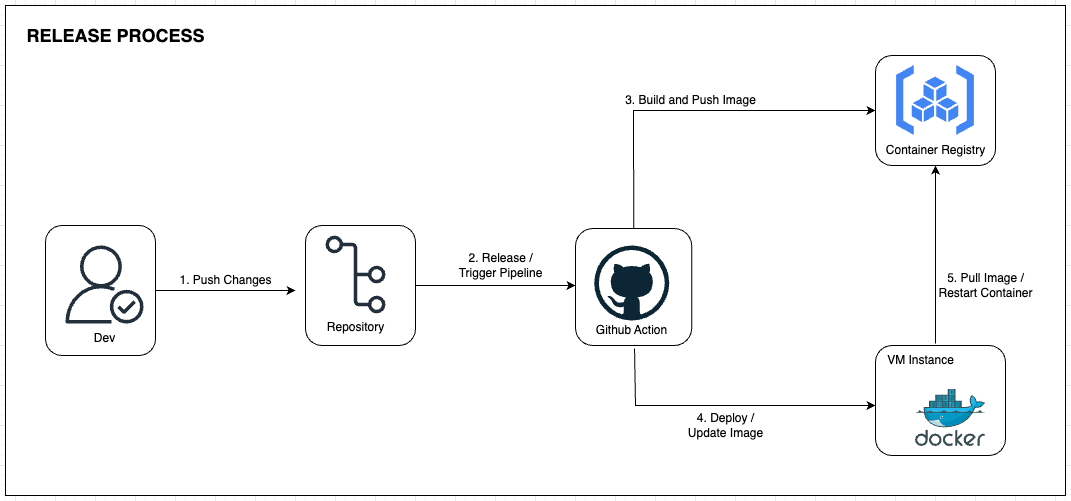 RELEASE PROCESS
3. Build and Push Image
Container Registry
1. Push Changes
Dev
Repository
2. Release /
Trigger Pipeline
Github Action
5. Pull Image /
Restart Container
4. Deploy /
Update Image
VM Instance
docker